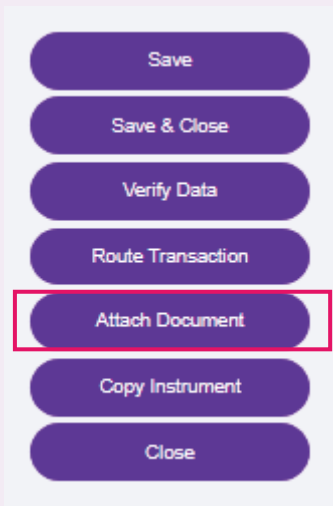 Save
Save & Close
Verify Data
Route Transaction
Attach Document
Copy Instrument
Close